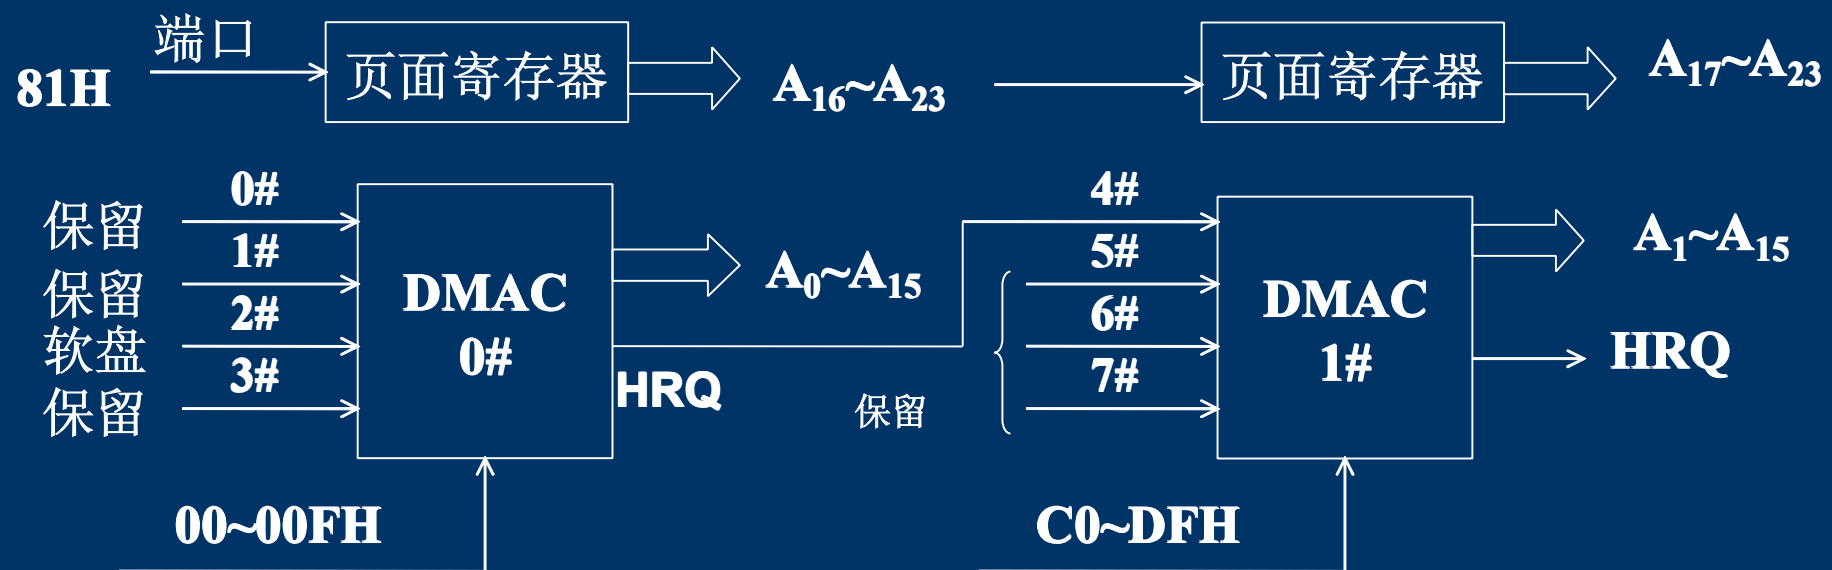 端口
81H
页面寄存器
A16~A23
页面寄存器
A17~A23
0#
保留
1#
保留
2#
软盘
3#
保留
DMAC
0#
A0~A15
HRQ
00~00FH
4#
5#
6#
7#
保留
DMAC
1#
A1~A15
HRQ
C0~DFH